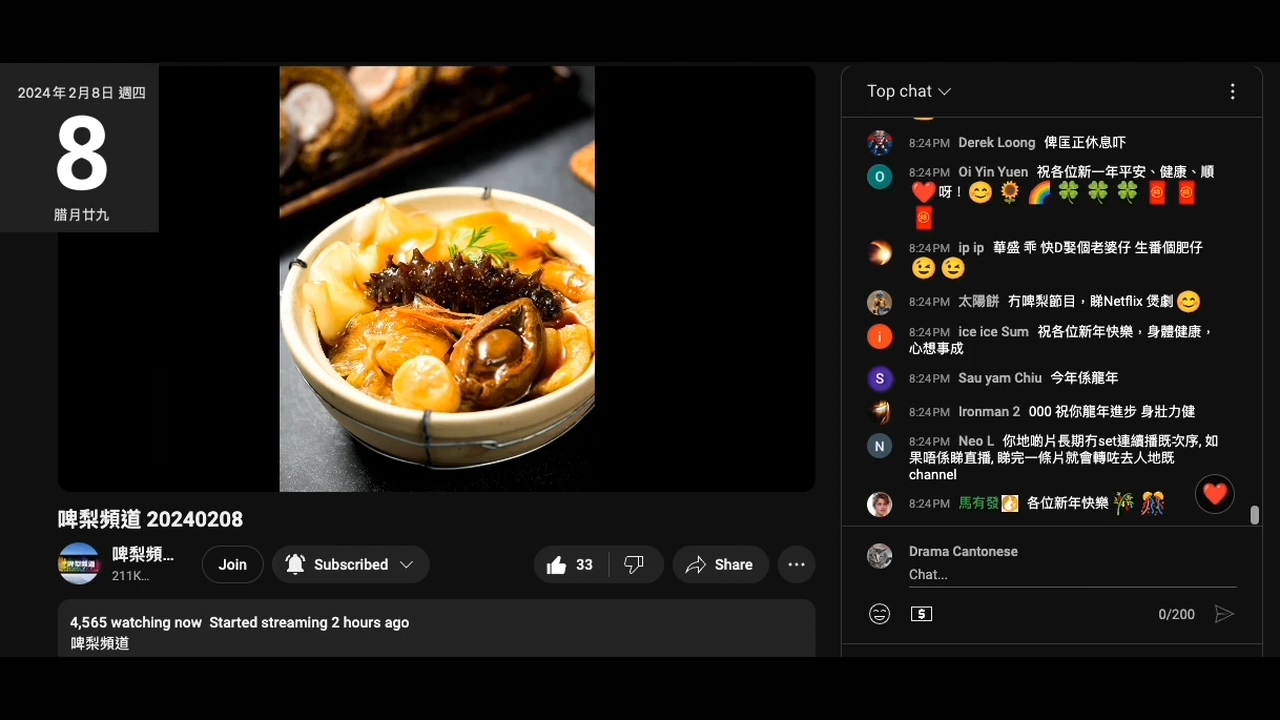 2024年2月8日 週四
8
腊月廿九
啤梨頻道 20240208
啤梨頻...
211K...
Join
Subscribed
33
Share
4,565 watching now Started streaming 2 hours ago
啤梨頻道
Top chat
8:24PM Derek Loong 俾匡正休息吓
O
8:24PM Oi Yin Yuen 祝各位新一年平安、健康、順
❤️呀！😊🌻🌈🍀🍀🍀🧧🧧
🧧
8:24PM ip ip 華盛 乖 快D娶個老婆仔 生番個肥仔
😉😉
8:24PM 太陽餅 冇啤梨節目，睇Netflix 煲劇😊
i
8:24PM ice ice Sum 祝各位新年快樂，身體健康，
心想事成
S
8:24PM Sau yam Chiu 今年係龍年
8:24PM Ironman 2 000 祝你龍年進步 身壯力健
N
8:24PM Neo L 你地啲片長期冇set連續播既次序, 如
果唔係睇直播, 睇完一條片就會轉咗去人地既
channel
8:24PM 馬有發 各位新年快樂🎋🎊
Drama Cantonese
Chat...
$
0/200